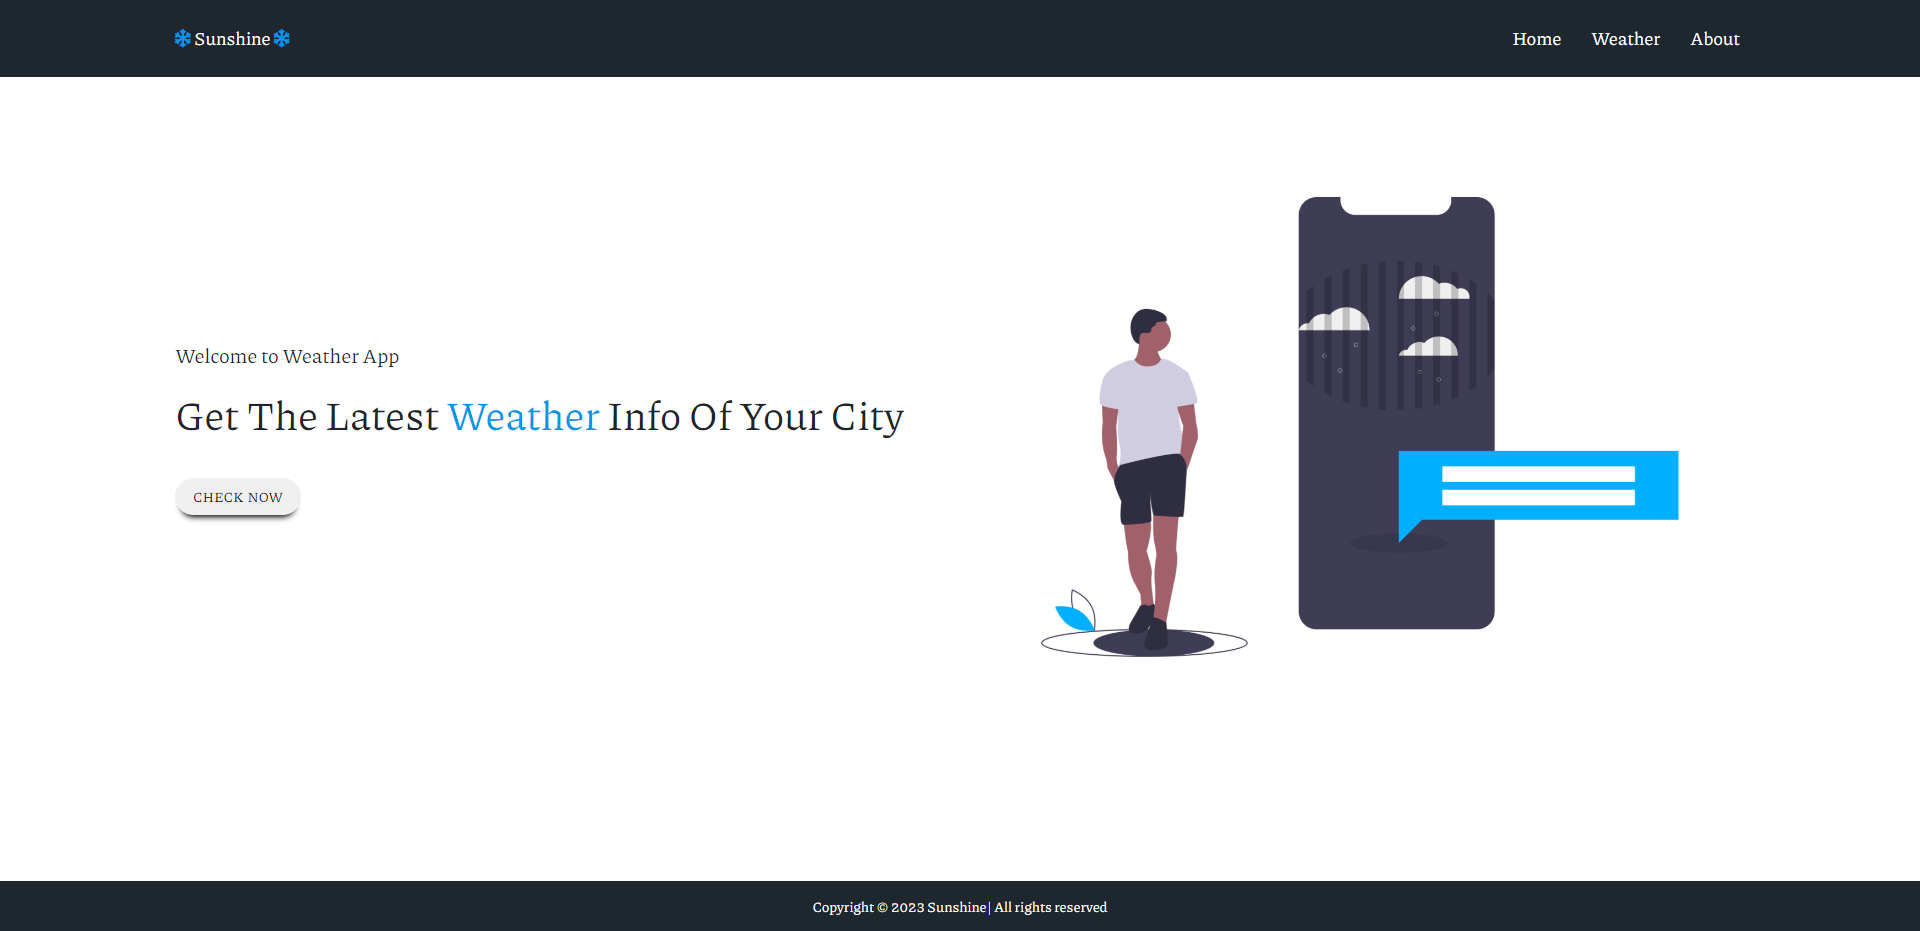 ❄Sunshine❄
Home Weather About
Welcome to Weather App
Get The Latest Weather Info Of Your City
CHECK NOW
Copyright © 2023 Sunshine| All rights reserved